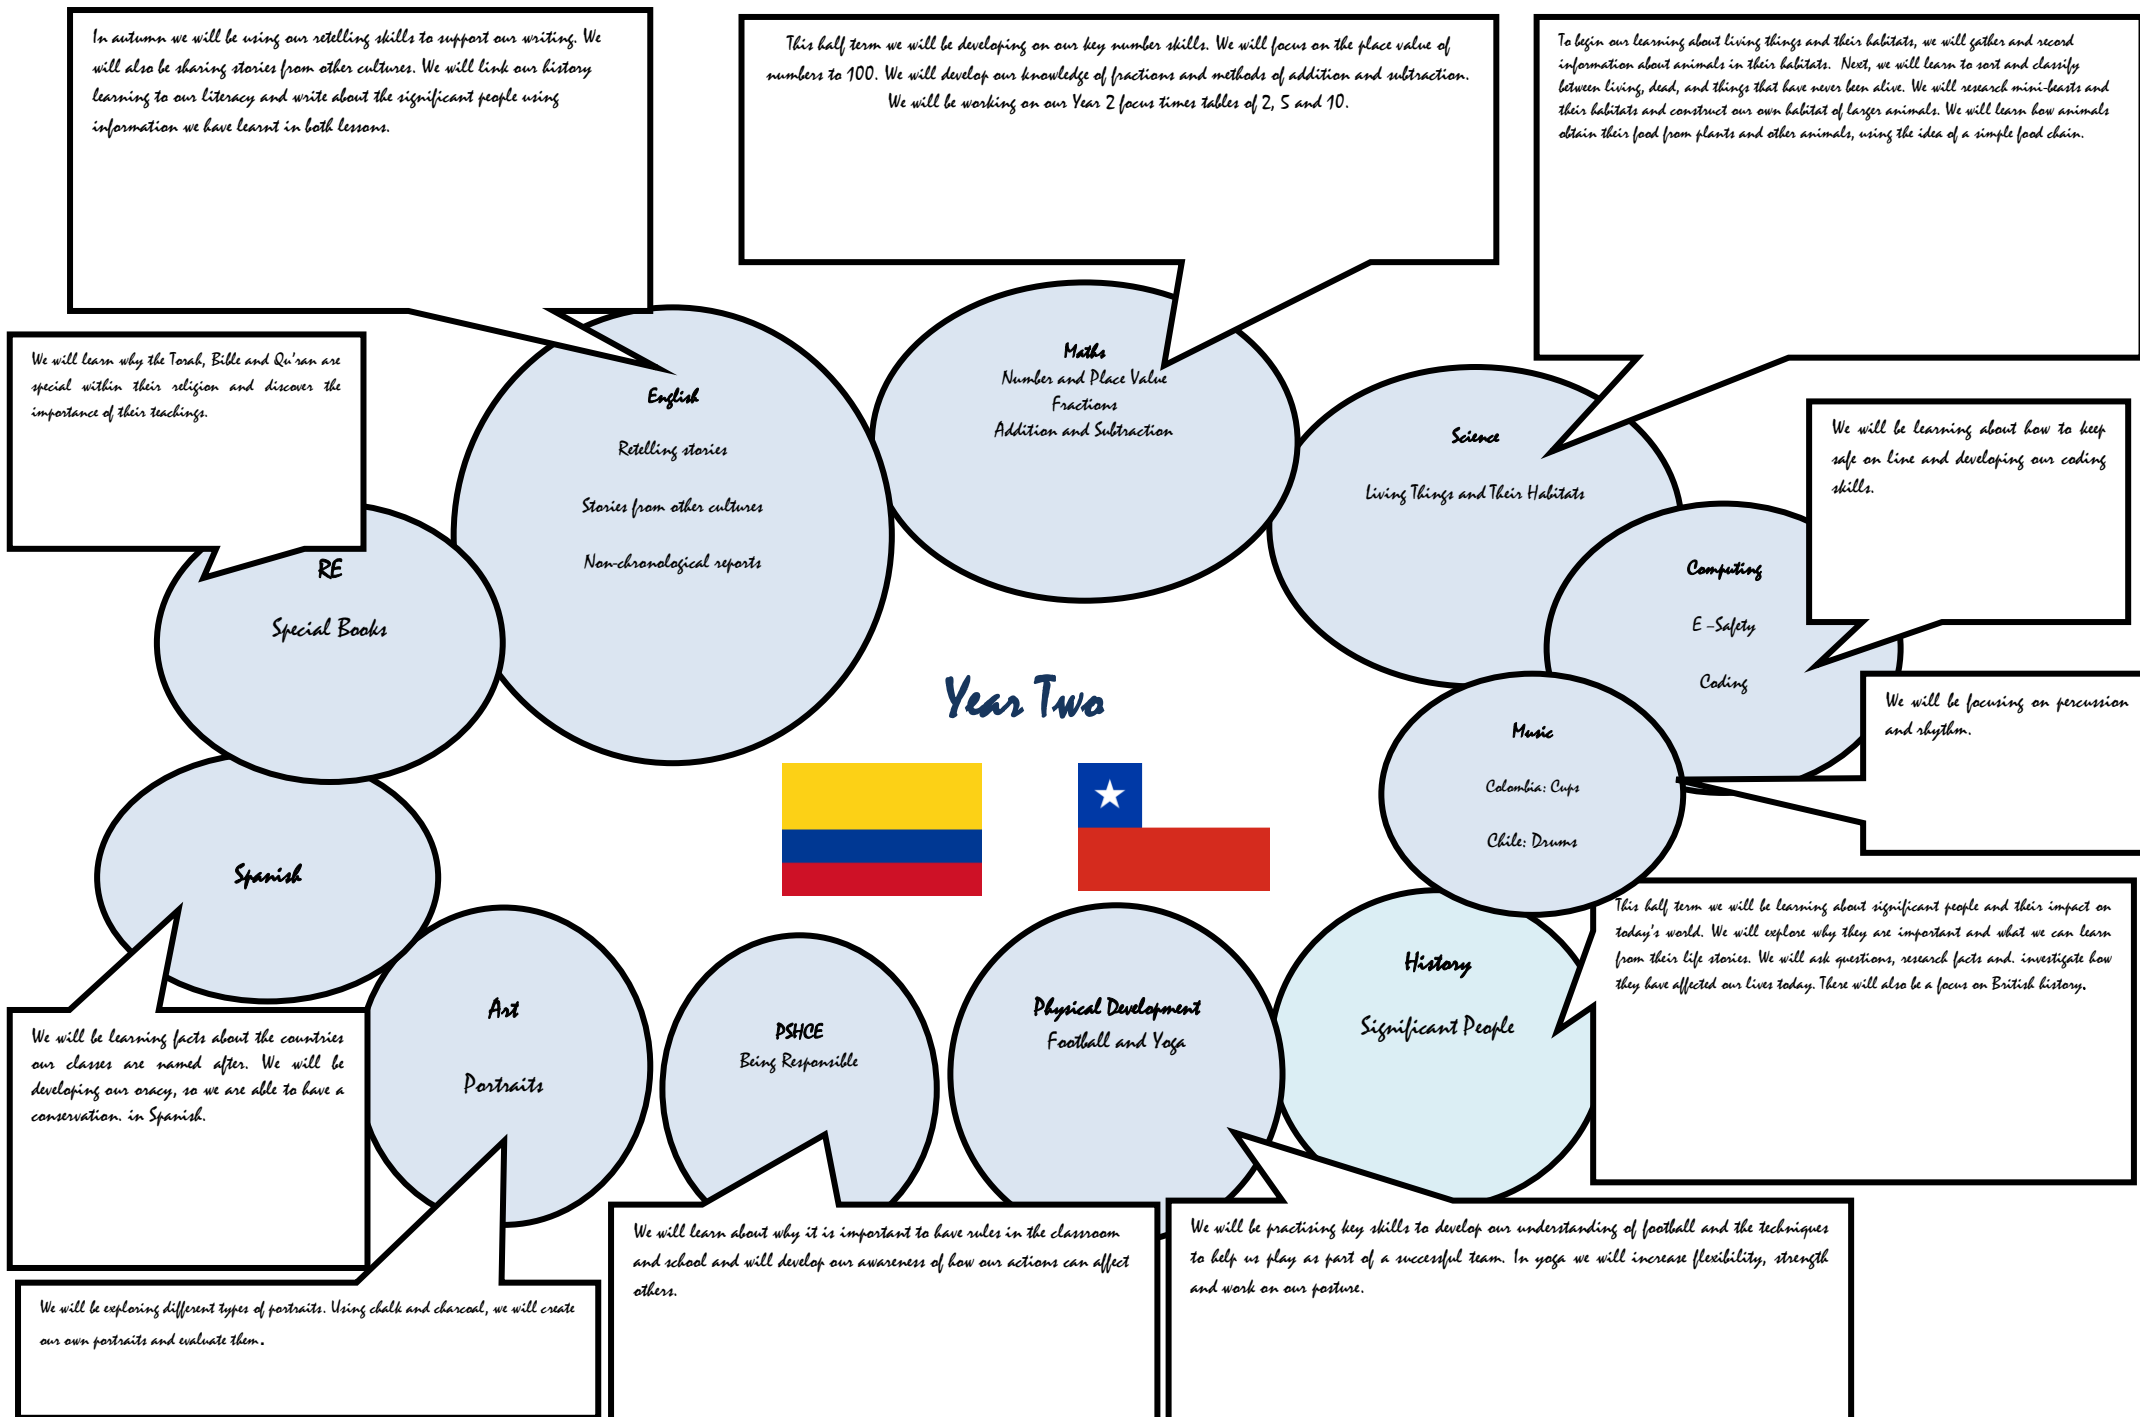 In autumn we will be using our retelling skills to support our writing. We
will also be sharing stories from other cultures. We will link our history
learning to our literacy and write about the significant people using
information we have learnt in both lessons.
This half term we will be developing on our key number skills. We will focus on the place value of
numbers to 100. We will develop our knowledge of fractions and methods of addition and subtraction.
We will be working on our Year 2 focus times tables of 2, 5 and 10.
To begin our learning about living things and their habitats, we will gather and record
information about animals in their habitats. Next, we will learn to sort and classify
between living, dead, and things that have never been alive. We will research mini-beasts and
their habitats and construct our own habitat of larger animals. We will learn how animals
obtain their food from plants and other animals, using the idea of a simple food chain.
We will learn why the Torah, Bible and Qu'ran are
special within their religion and discover the
importance of their teachings.
English
Retelling stories
Stories from other cultures
Non-chronological reports
Maths
Number and Place Value
Fractions
Addition and Subtraction
Science
Living Things and Their Habitats
We will be learning about how to keep
safe on line and developing our coding
skills.
RE
Special Books
Computing
E –Safety
Coding
Year Two
Music
Colombia: Cups
Chile: Drums
We will be focusing on percussion
and rhythm.
Spanish
This half term we will be learning about significant people and their impact on
today's world. We will explore why they are important and what we can learn
from their life stories. We will ask questions, research facts and. investigate how
they have affected our lives today. There will also be a focus on British history.
History
Significant People
Art
Portraits
PSHCE
Being Responsible
Physical Development
Football and Yoga
We will be learning facts about the countries
our classes are named after. We will be
developing our oracy, so we are able to have a
conservation. in Spanish.
We will be exploring different types of portraits. Using chalk and charcoal, we will create
our own portraits and evaluate them.
We will learn about why it is important to have rules in the classroom
and school and will develop our awareness of how our actions can affect
others.
We will be practising key skills to develop our understanding of football and the techniques
to help us play as part of a successful team. In yoga we will increase flexibility, strength
and work on our posture.